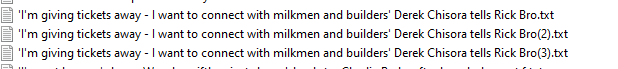 'I'm giving tickets away - I want to connect with milkmen and builders' Derek Chisora tells Rick Bro.txt
'I'm giving tickets away - I want to connect with milkmen and builders' Derek Chisora tells Rick Bro(2).txt
'I'm giving tickets away - I want to connect with milkmen and builders' Derek Chisora tells Rick Bro(3).txt